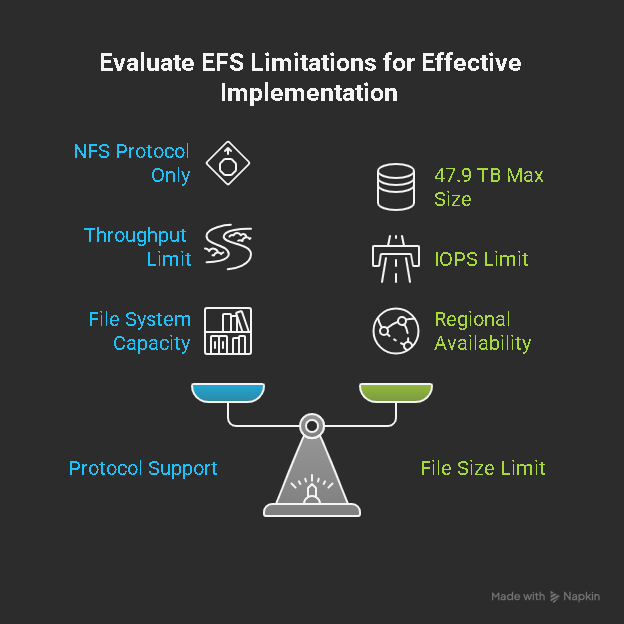 Evaluate EFS Limitations for Effective
Implementation
NFS Protocol
Only
47.9 TB Max
Size
Throughput
Limit
IOPS Limit
File System
Capacity
Regional
Availability
Protocol Support
File Size Limit
Made with Napkin